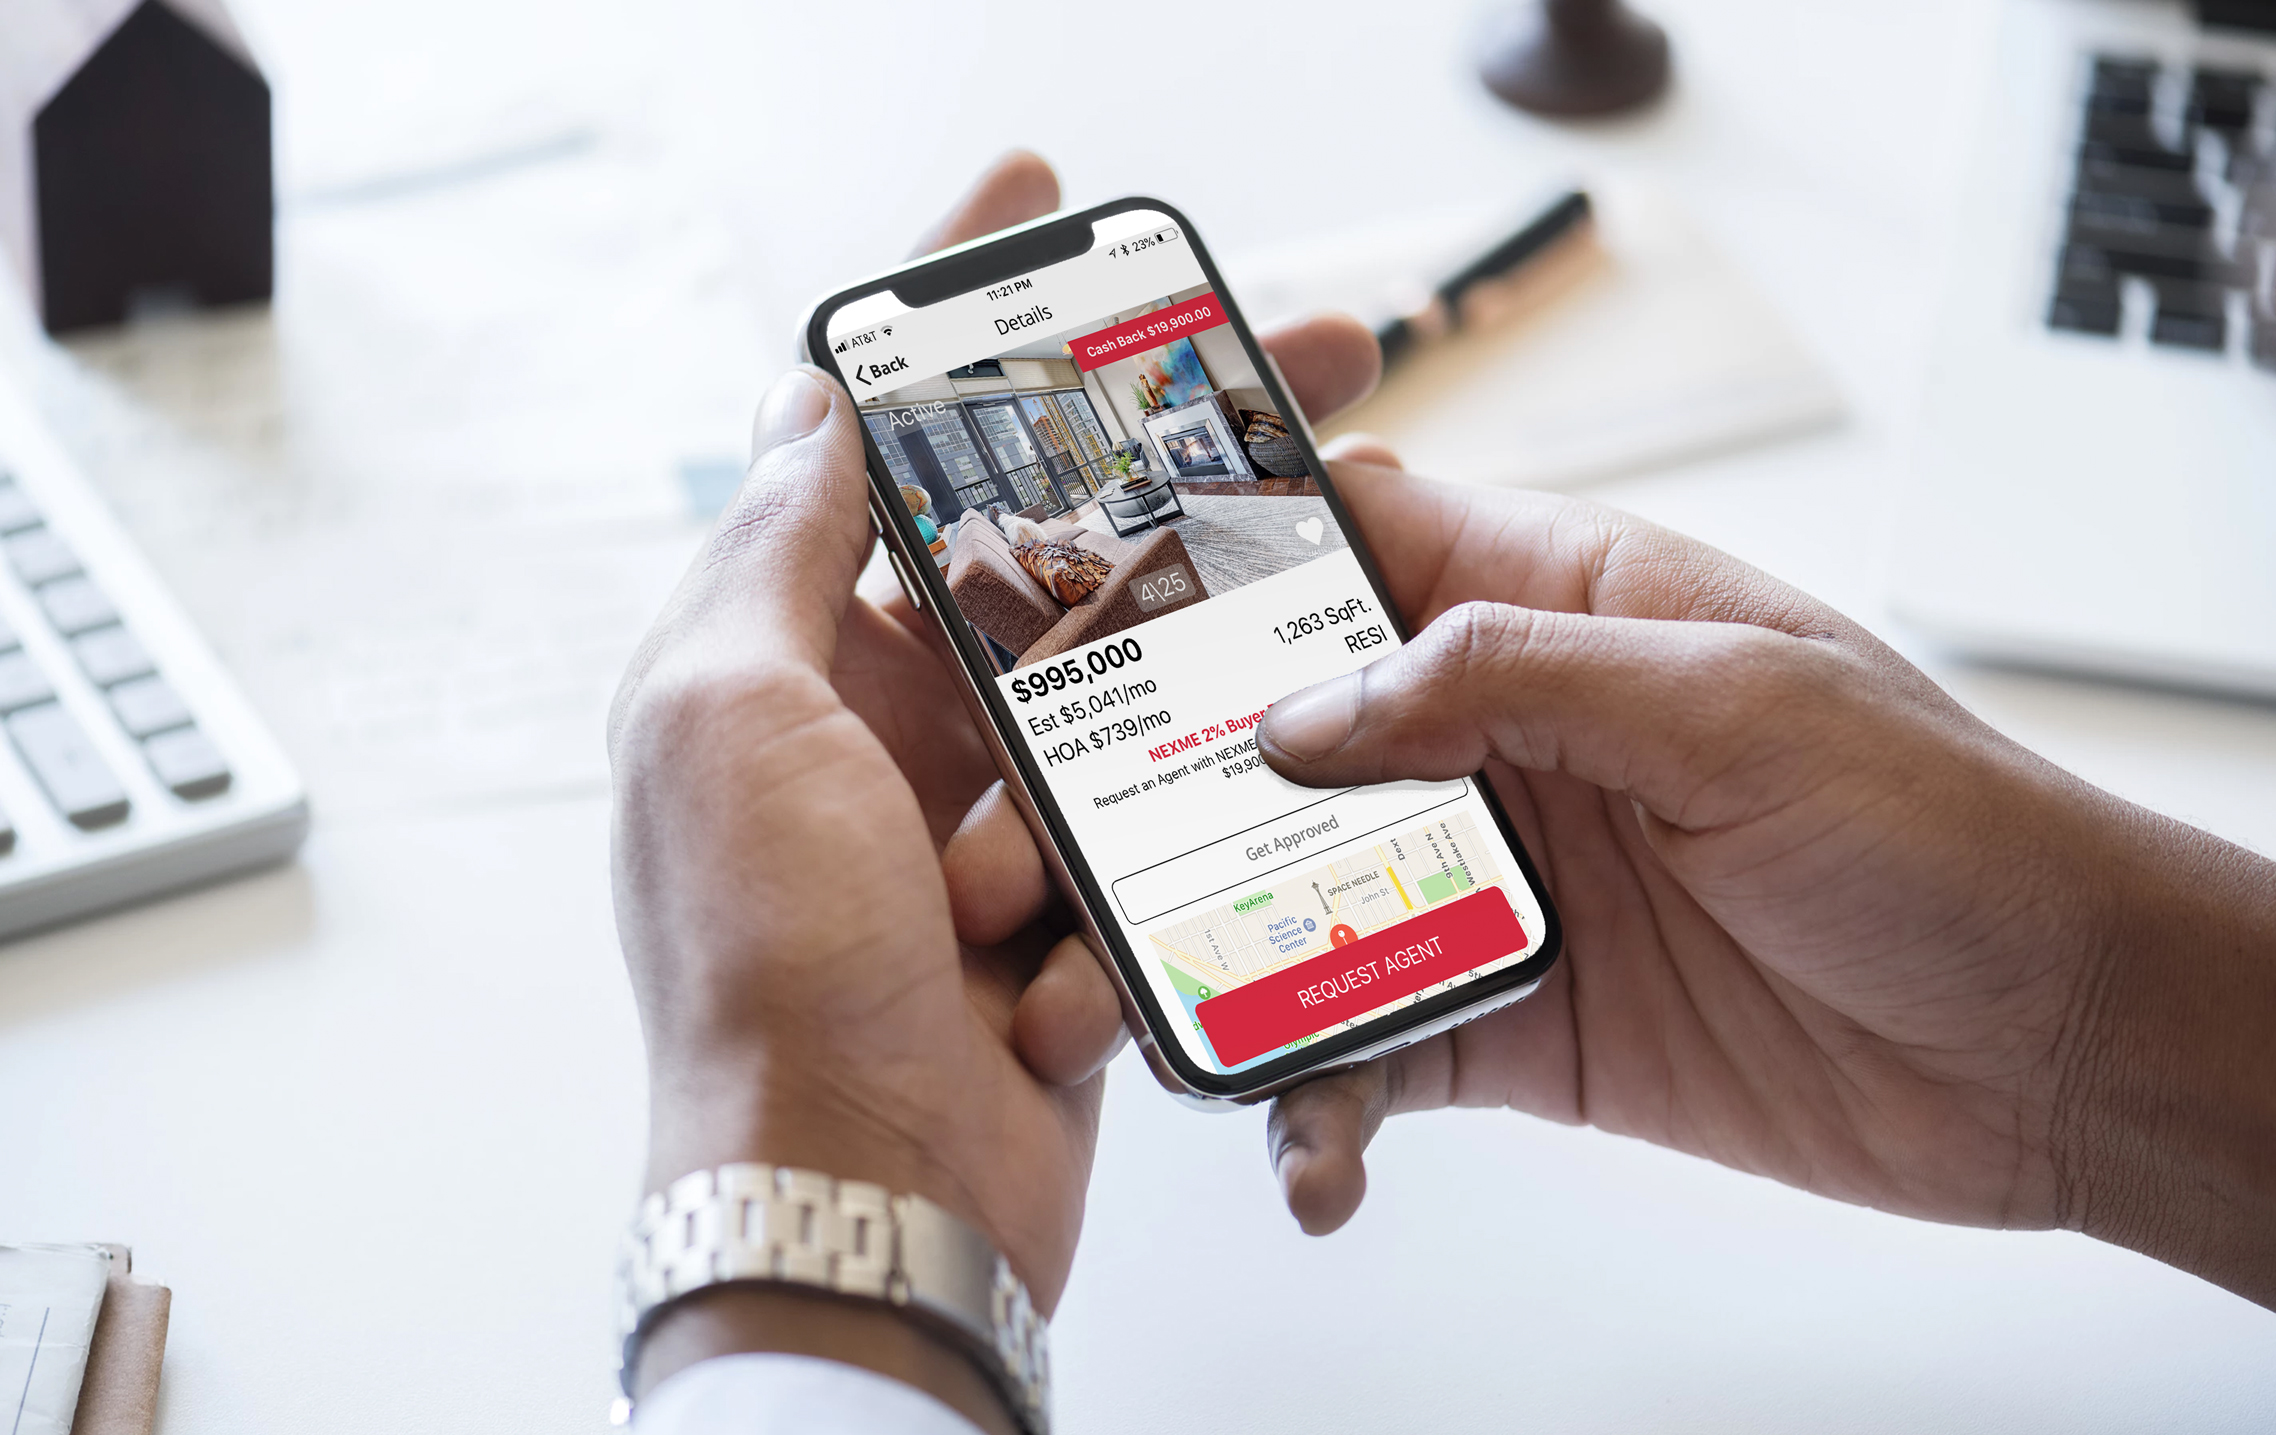 11:21 PM
23%
AT&T
Details
Back
Cash Back $19,900.00
Active
4\25
$995,000
1,263 SqFt.
Est $5,041/mo
RESI
HOA $739/mo
NEXME 2% Buyer
Request an Agent with NEXME
$19,900
Get Approved
Dext
9th Ave N
Westlake Ave
SPACE NEEDLE
KeyArena
John St
Pacific
Science
Center
1st Ave W
REQUEST AGENT
Olympic